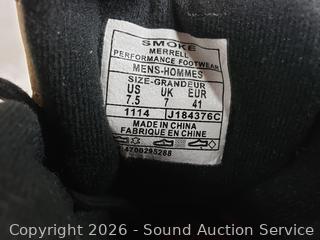 SMOKE
MERRELL
PERFORMANCE FOOTWEAR
MENS-HOMMES
SIZE-GRANDEUR
US UK EUR
7.5 7 41
1114 J184376C
MADE IN CHINA
FABRIQUE EN CHINE
Copyright 2026 - Sound Auction Service